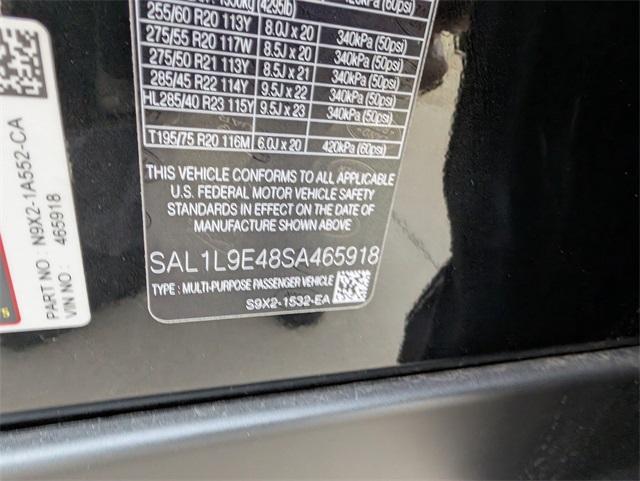 1950kg (4295lb)
255/60 R20 113Y 8.0J x 20 340kPa (50psi)
275/55 R20 117W 8.5J x 20 340kPa (50psi)
275/50 R21 113Y 8.5J x 21 340kPa (50psi)
285/45 R22 114Y 9.5J x 22 340kPa (50psi)
HL285/40 R23 115Y 9.5J x 23 340kPa (50psi)
T195/75 R20 116M 6.0J x 20 420kPa (60psi)
THIS VEHICLE CONFORMS TO ALL APPLICABLE
U.S. FEDERAL MOTOR VEHICLE SAFETY
STANDARDS IN EFFECT ON THE DATE OF
MANUFACTURE SHOWN ABOVE
SAL1L9E48SA465918
TYPE : MULTI-PURPOSE PASSENGER VEHICLE
S9X2-1532-EA
PART NO : N9X2-1A552-CA
VIN NO : 465918